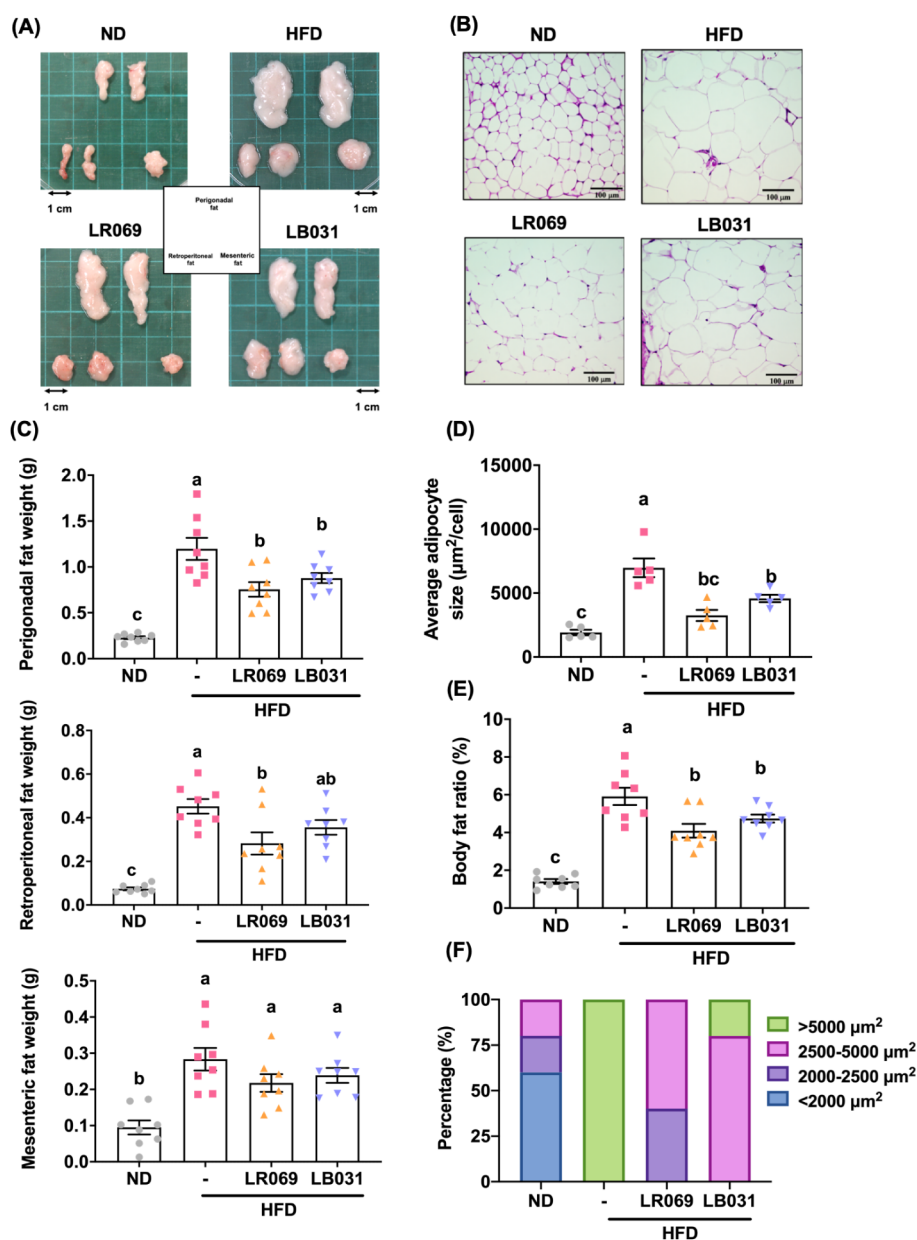 (A)
ND
HFD
1 cm
1 cm
Perigonadal
fat
Retroperitoneal
fat
Mesenteric
fat
LR069
LB031
1 cm
1 cm
(B)
ND
HFD
100 μm
100 μm
LR069
LB031
100 μm
100 μm
(C)
Perigonadal fat weight (g)
2.0
1.5
1.0
0.5
0.0
c
a
b
b
ND
-
LR069
LB031
HFD
Retroperitoneal fat weight (g)
0.8
0.6
0.4
0.2
0.0
c
a
b
ab
ND
-
LR069
LB031
HFD
Mesenteric fat weight (g)
0.5
0.4
0.3
0.2
0.1
0.0
b
a
a
a
ND
-
LR069
LB031
HFD
(D)
Average adipocyte
size (μm²/cell)
15000
10000
5000
0
c
a
bc
b
ND
-
LR069
LB031
HFD
(E)
Body fat ratio (%)
10
8
6
4
2
0
c
a
b
b
ND
-
LR069
LB031
HFD
(F)
Percentage (%)
100
75
50
25
0
ND
-
LR069
LB031
HFD
>5000 μm²
2500-5000 μm²
2000-2500 μm²
<2000 μm²